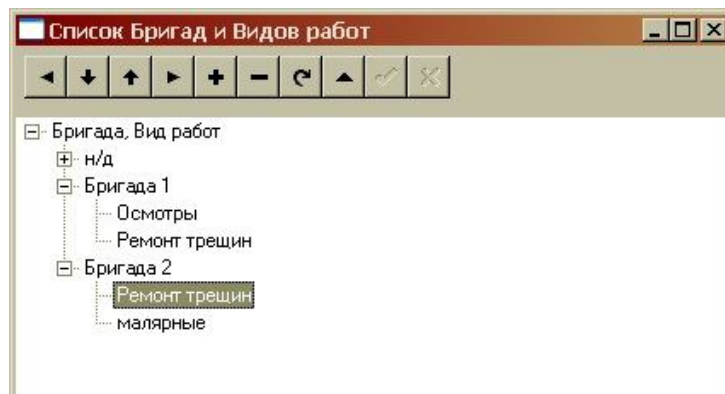 Список Бригад и Видов работ
Бригада, Вид работ
н/д
Бригада 1
Осмотры
Ремонт трещин
Бригада 2
Ремонт трещин
малярные